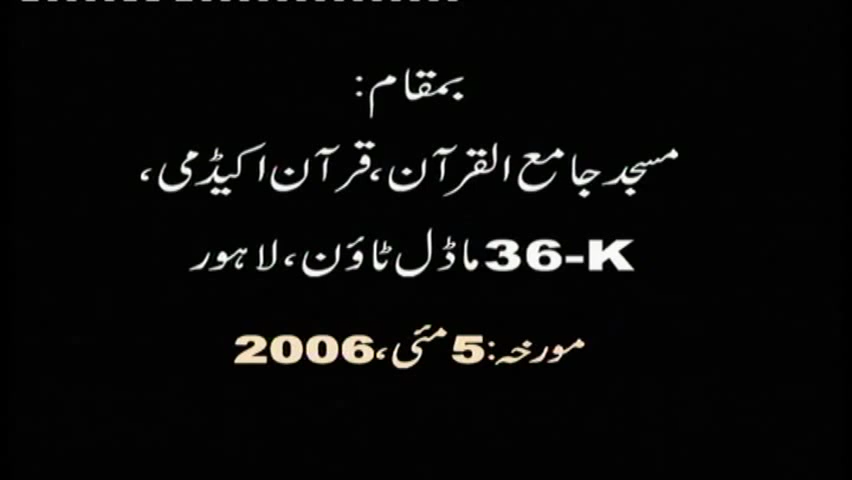 بمقام:
مسجد جامع القرآن، قرآن اکیڈمی،
36-K ماڈل ٹاؤن، لاہور
مورخہ: 5 مئی، 2006